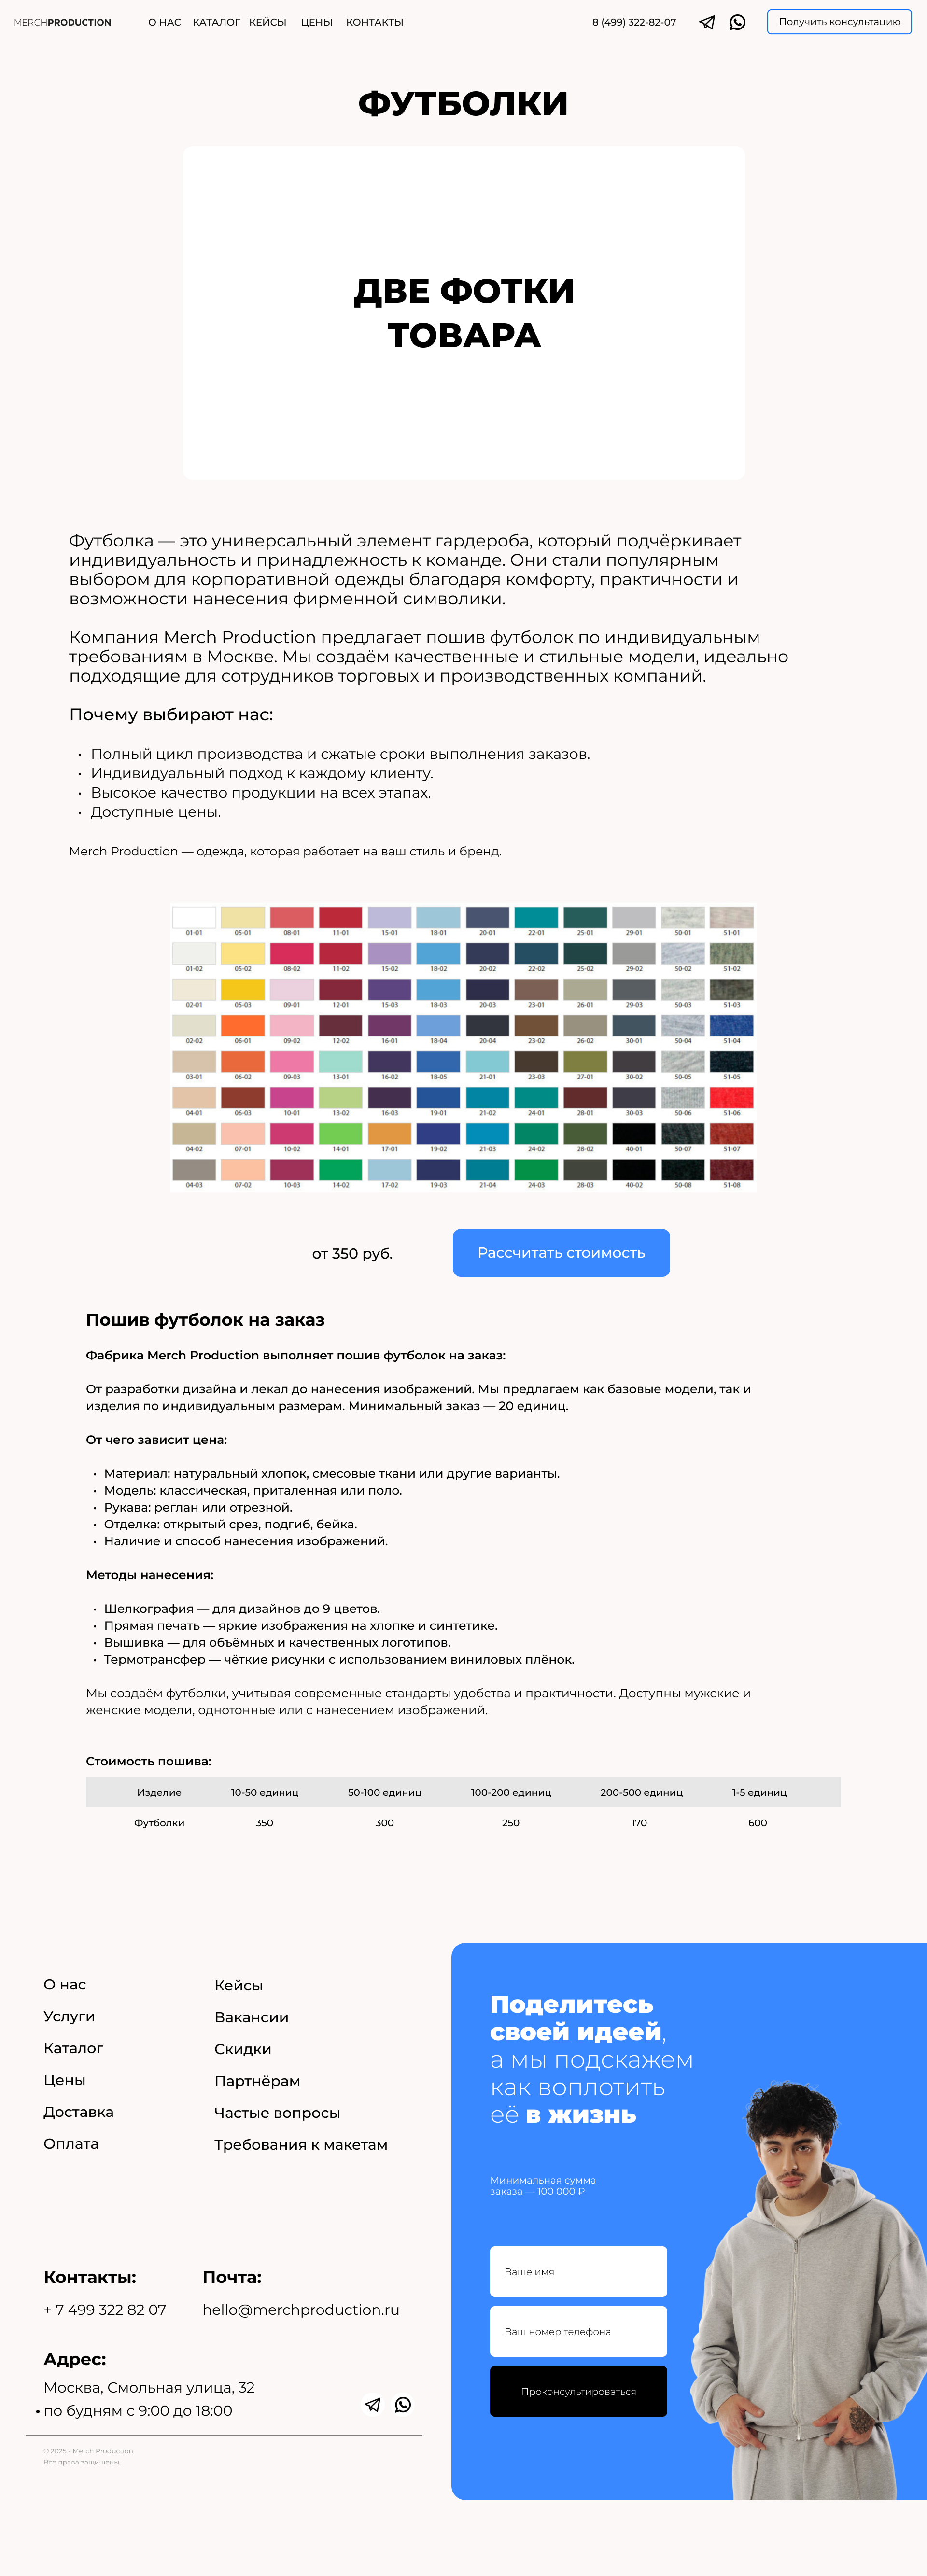 MERCHPRODUCTION О НАС КАТАЛОГ КЕЙСЫ ЦЕНЫ КОНТАКТЫ 8 (499) 322-82-07 Получить консультацию
ФУТБОЛКИ
ДВЕ ФОТКИ
ТОВАРА
Футболка — это универсальный элемент гардероба, который подчёркивает
индивидуальность и принадлежность к команде. Они стали популярным
выбором для корпоративной одежды благодаря комфорту, практичности и
возможности нанесения фирменной символики.
Компания Merch Production предлагает пошив футболок по индивидуальным
требованиям в Москве. Мы создаём качественные и стильные модели, идеально
подходящие для сотрудников торговых и производственных компаний.
Почему выбирают нас:
• Полный цикл производства и сжатые сроки выполнения заказов.
• Индивидуальный подход к каждому клиенту.
• Высокое качество продукции на всех этапах.
• Доступные цены.
Merch Production — одежда, которая работает на ваш стиль и бренд.
01-01 05-01 08-01 11-01 15-01 18-01 20-01 22-01 25-01 29-01 50-01 51-01
01-02 05-02 08-02 11-02 15-02 18-02 20-02 22-02 25-02 29-02 50-02 51-02
02-01 05-03 09-01 12-01 15-03 18-03 20-03 23-01 26-01 29-03 50-03 51-03
02-02 06-01 09-02 12-02 16-01 18-04 20-04 23-02 26-02 30-01 50-04 51-04
03-01 06-02 09-03 13-01 16-02 18-05 21-01 23-03 27-01 30-02 50-05 51-05
04-01 06-03 10-01 13-02 16-03 19-01 21-02 24-01 28-01 30-03 50-06 51-06
04-02 07-01 10-02 14-01 17-01 19-02 21-03 24-02 28-02 40-01 50-07 51-07
04-03 07-02 10-03 14-02 17-02 19-03 21-04 24-03 28-03 40-02 50-08 51-08
от 350 руб. Рассчитать стоимость
Пошив футболок на заказ
Фабрика Merch Production выполняет пошив футболок на заказ:
От разработки дизайна и лекал до нанесения изображений. Мы предлагаем как базовые модели, так и
изделия по индивидуальным размерам. Минимальный заказ — 20 единиц.
От чего зависит цена:
• Материал: натуральный хлопок, смесовые ткани или другие варианты.
• Модель: классическая, приталенная или поло.
• Рукава: реглан или отрезной.
• Отделка: открытый срез, подгиб, бейка.
• Наличие и способ нанесения изображений.
Методы нанесения:
• Шелкография — для дизайнов до 9 цветов.
• Прямая печать — яркие изображения на хлопке и синтетике.
• Вышивка — для объёмных и качественных логотипов.
• Термотрансфер — чёткие рисунки с использованием виниловых плёнок.
Мы создаём футболки, учитывая современные стандарты удобства и практичности. Доступны мужские и
женские модели, однотонные или с нанесением изображений.
Стоимость пошива:
Изделие 10-50 единиц 50-100 единиц 100-200 единиц 200-500 единиц 1-5 единиц
Футболки 350 300 250 170 600
О нас
Услуги
Каталог
Цены
Доставка
Оплата
Кейсы
Вакансии
Скидки
Партнёрам
Частые вопросы
Требования к макетам
Контакты:
+ 7 499 322 82 07
Почта:
hello@merchproduction.ru
Адрес:
Москва, Смольная улица, 32
• по будням с 9:00 до 18:00
© 2025 - Merch Production.
Все права защищены.
Поделитесь
своей идеей,
а мы подскажем
как воплотить
её в жизнь
Минимальная сумма
заказа — 100 000 ₽
Ваше имя
Ваш номер телефона
Проконсультироваться